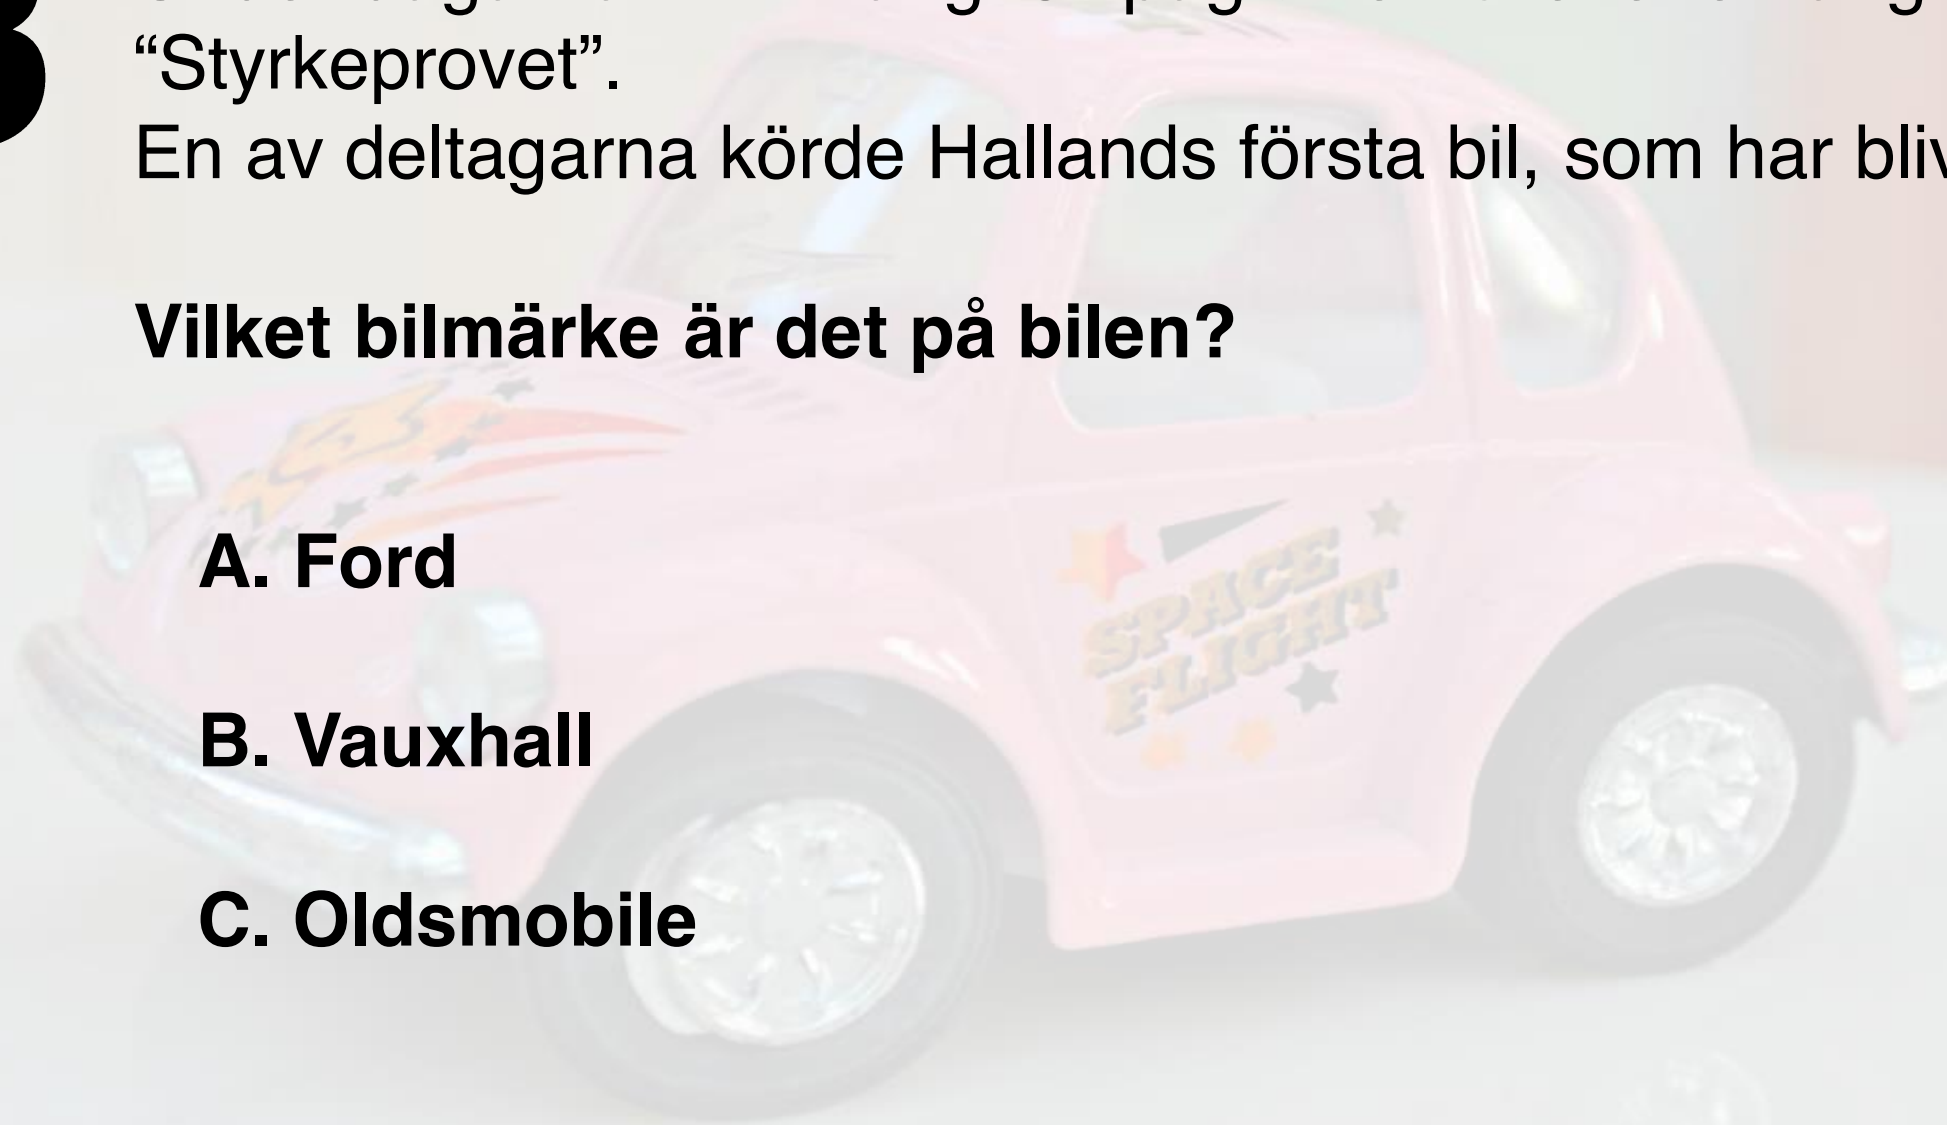 “Styrkeprovet”.
En av deltagarna körde Hallands första bil, som har
Vilket bilmärke är det på bilen?
A. Ford
B. Vauxhall
C. Oldsmobile
SPACE
FLIGHT